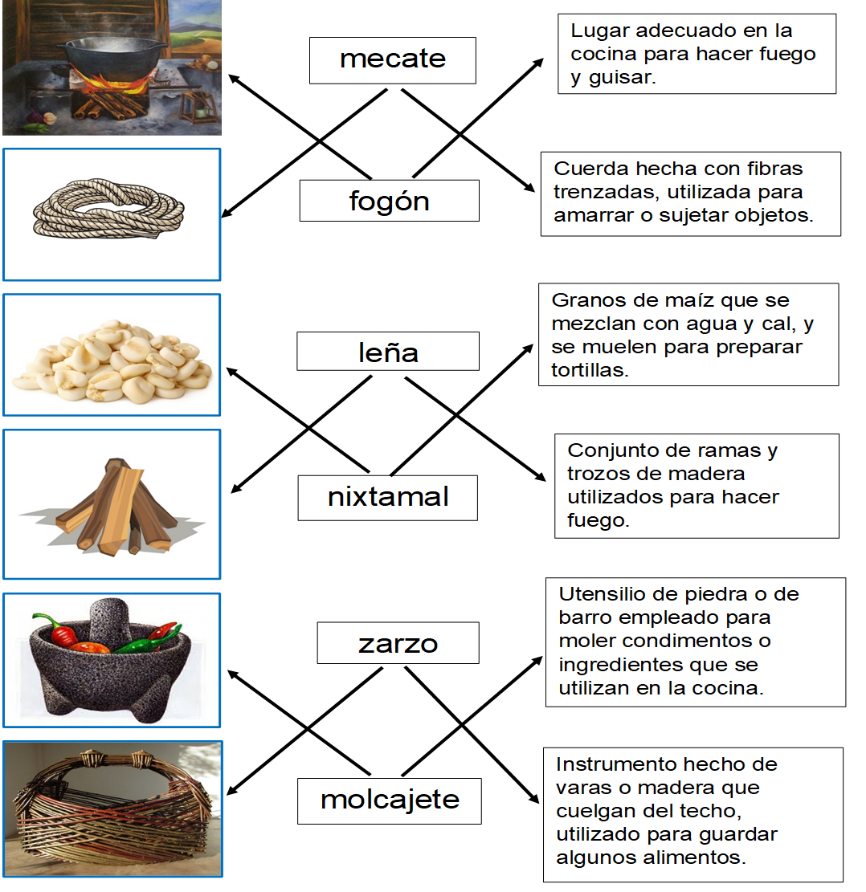 mecate
Lugar adecuado en la
cocina para hacer fuego
y guisar.
fogón
Cuerda hecha con fibras
trenzadas, utilizada para
amarrar o sujetar objetos.
leña
Granos de maíz que se
mezclan con agua y cal, y
se muelen para preparar
tortillas.
nixtamal
Conjunto de ramas y
trozos de madera
utilizados para hacer
fuego.
zarzo
Utensilio de piedra o de
barro empleado para
moler condimentos o
ingredientes que se
utilizan en la cocina.
molcajete
Instrumento hecho de
varas o madera que
cuelgan del techo,
utilizado para guardar
algunos alimentos.